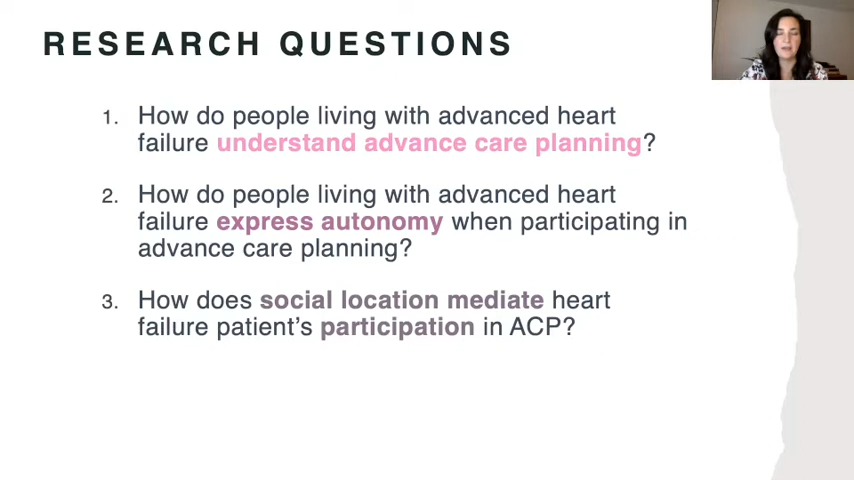 RESEARCH QUESTIONS
1. How do people living with advanced heart
failure understand advance care planning?
2. How do people living with advanced heart
failure express autonomy when participating in
advance care planning?
3. How does social location mediate heart
failure patient's participation in ACP?